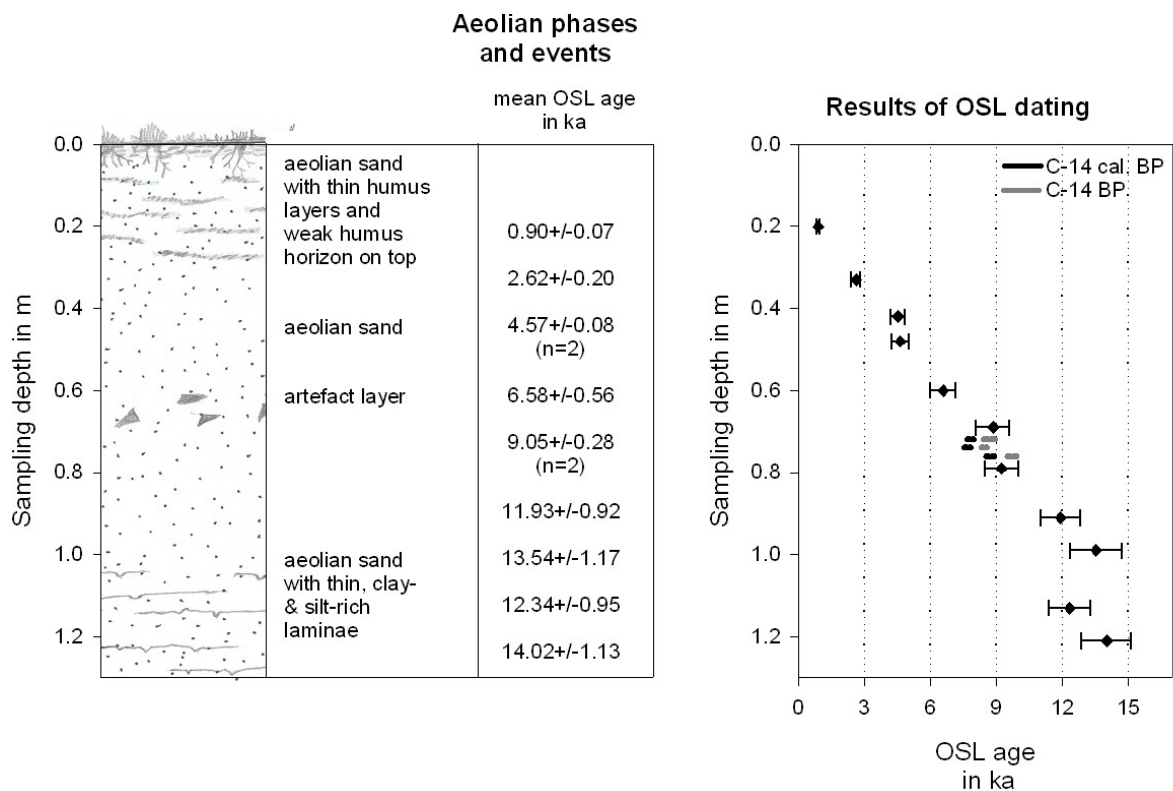 Aeolian phases
and events
mean OSL age
in ka
Sampling depth in m
0.0
0.2
0.4
0.6
0.8
1.0
1.2
aeolian sand
with thin humus
layers and
weak humus
horizon on top
aeolian sand
artefact layer
aeolian sand
with thin, clay-
& silt-rich
laminae
0.90+/-0.07
2.62+/-0.20
4.57+/-0.08
(n=2)
6.58+/-0.56
9.05+/-0.28
(n=2)
11.93+/-0.92
13.54+/-1.17
12.34+/-0.95
14.02+/-1.13
Results of OSL dating
C-14 cal. BP
C-14 BP
Sampling depth in m
0.0
0.2
0.4
0.6
0.8
1.0
1.2
0 3 6 9 12 15
OSL age
in ka